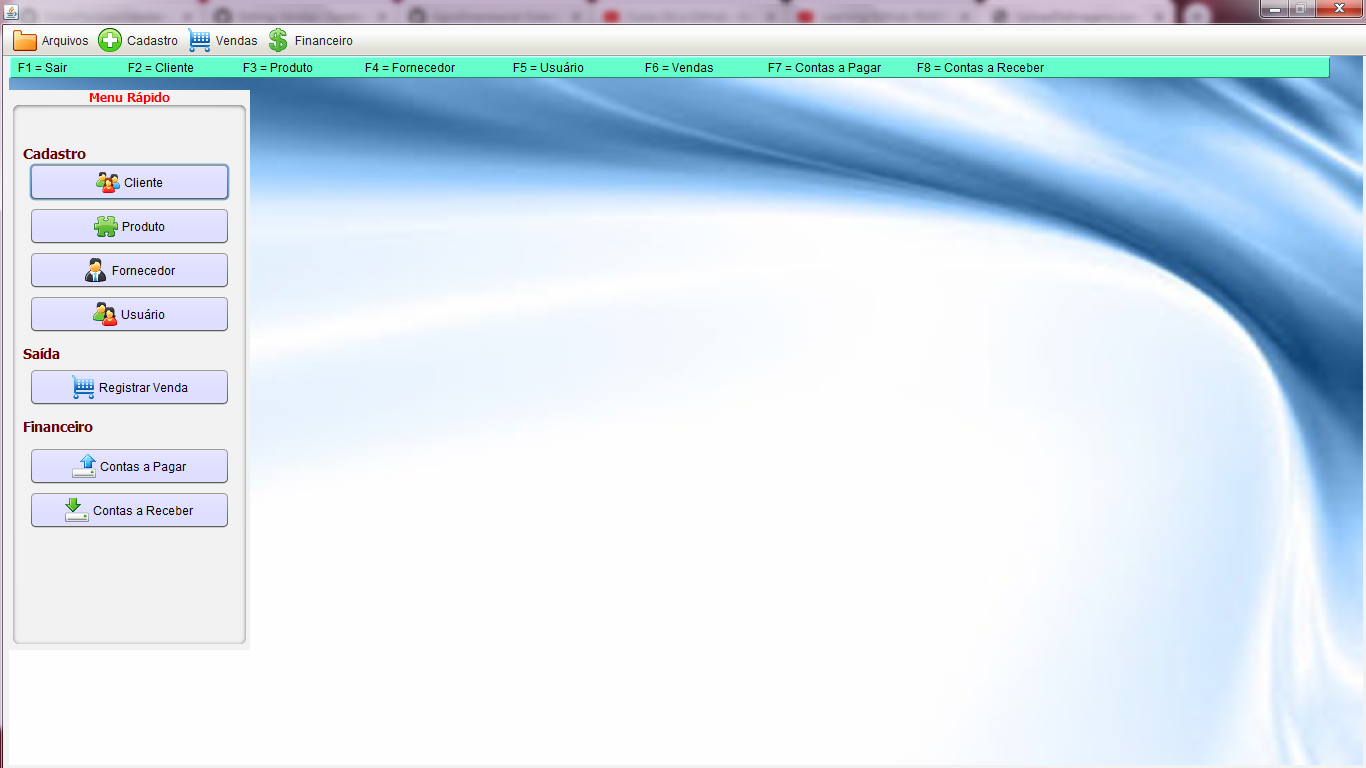 Arquivos Cadastro Vendas Financeiro
F1 = Sair F2 = Cliente F3 = Produto F4 = Fornecedor F5 = Usuário F6 = Vendas F7 = Contas a Pagar F8 = Contas a Receber
Menu Rápido
Cadastro
Cliente
Produto
Fornecedor
Usuário
Saída
Registrar Venda
Financeiro
Contas a Pagar
Contas a Receber